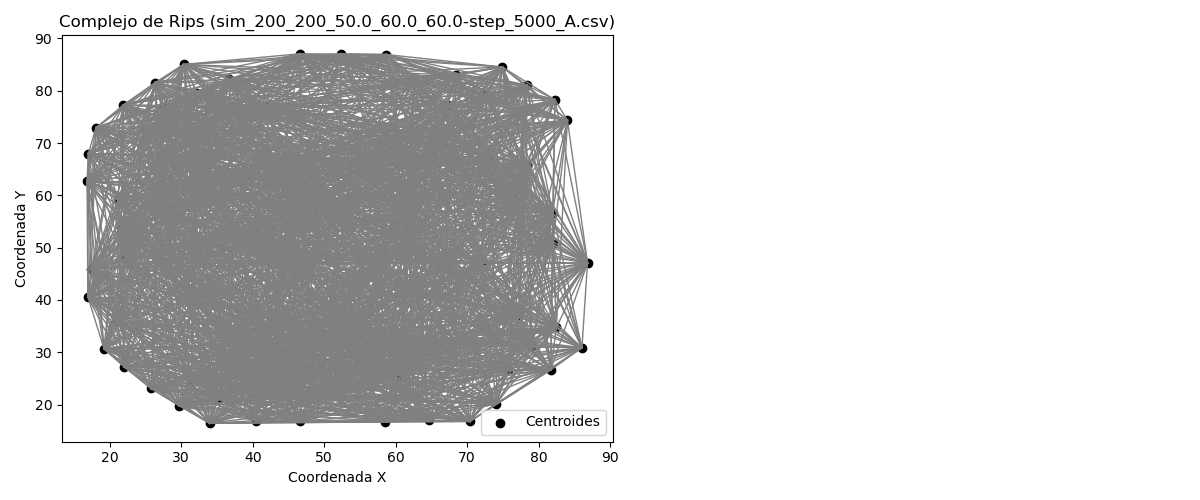 Complejo de Rips (sim_200_200_50.0_60.0_60.0-step_5000_A.csv)
90
80
70
60
50
40
30
20
Coordenada Y
Centroides
20 30 40 50 60 70 80 90
Coordenada X